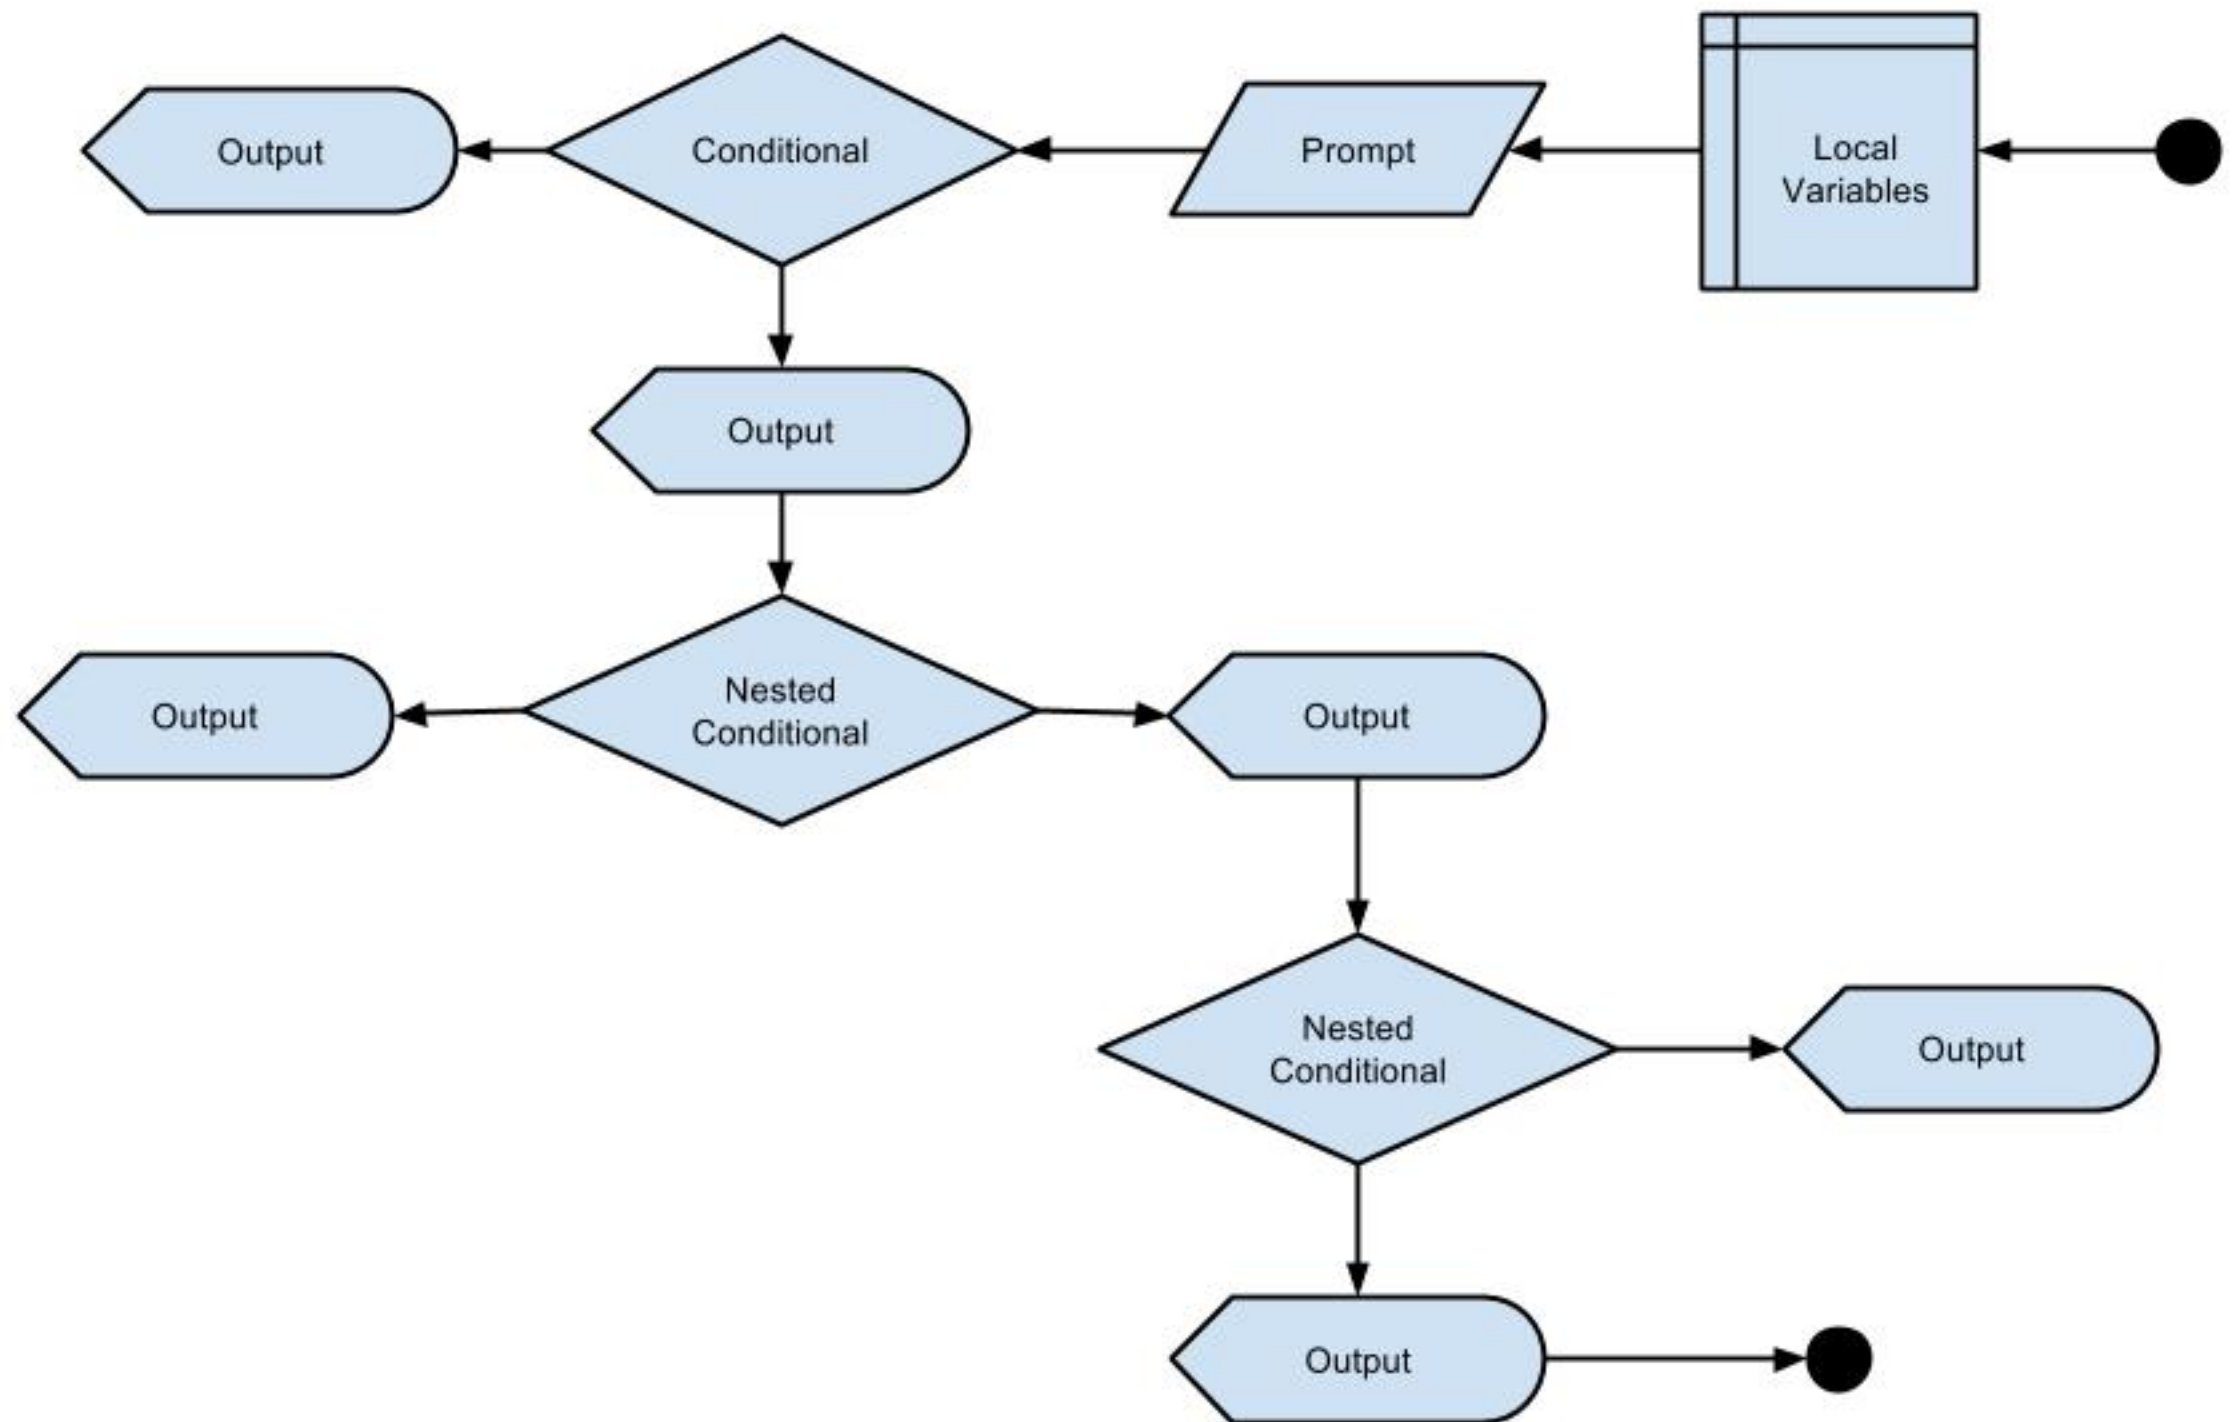 Output
Conditional
Prompt
Local
Variables
Output
Output
Nested
Conditional
Output
Nested
Conditional
Output
Output